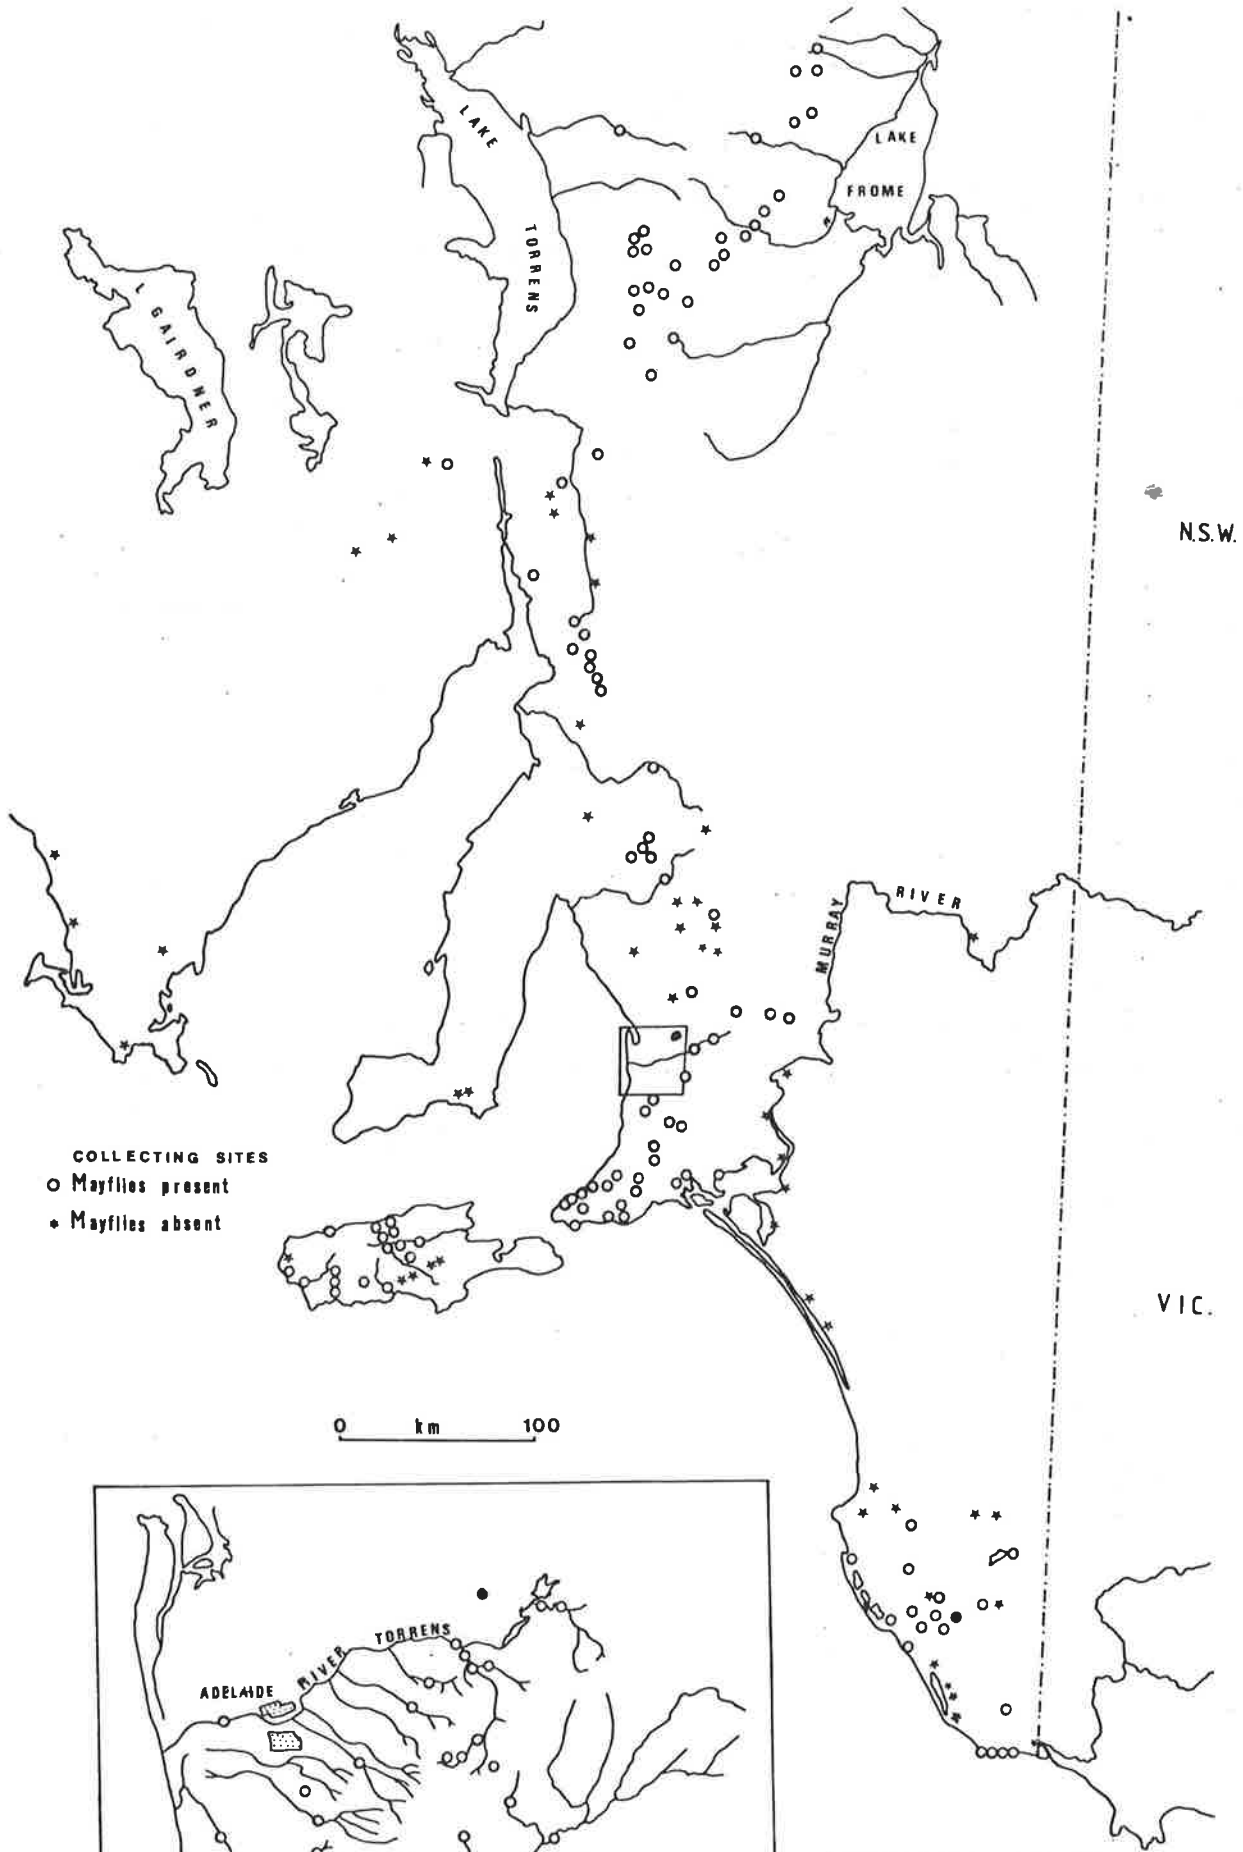 LAKE
TORRENS
LAKE
FROME
L GAIRDNER
N.S.W.
MURRAY
RIVER
COLLECTING SITES
O Mayflies present
* Mayflies absent
VIC.
0 km 100
RIVER TORRENS
ADELAIDE